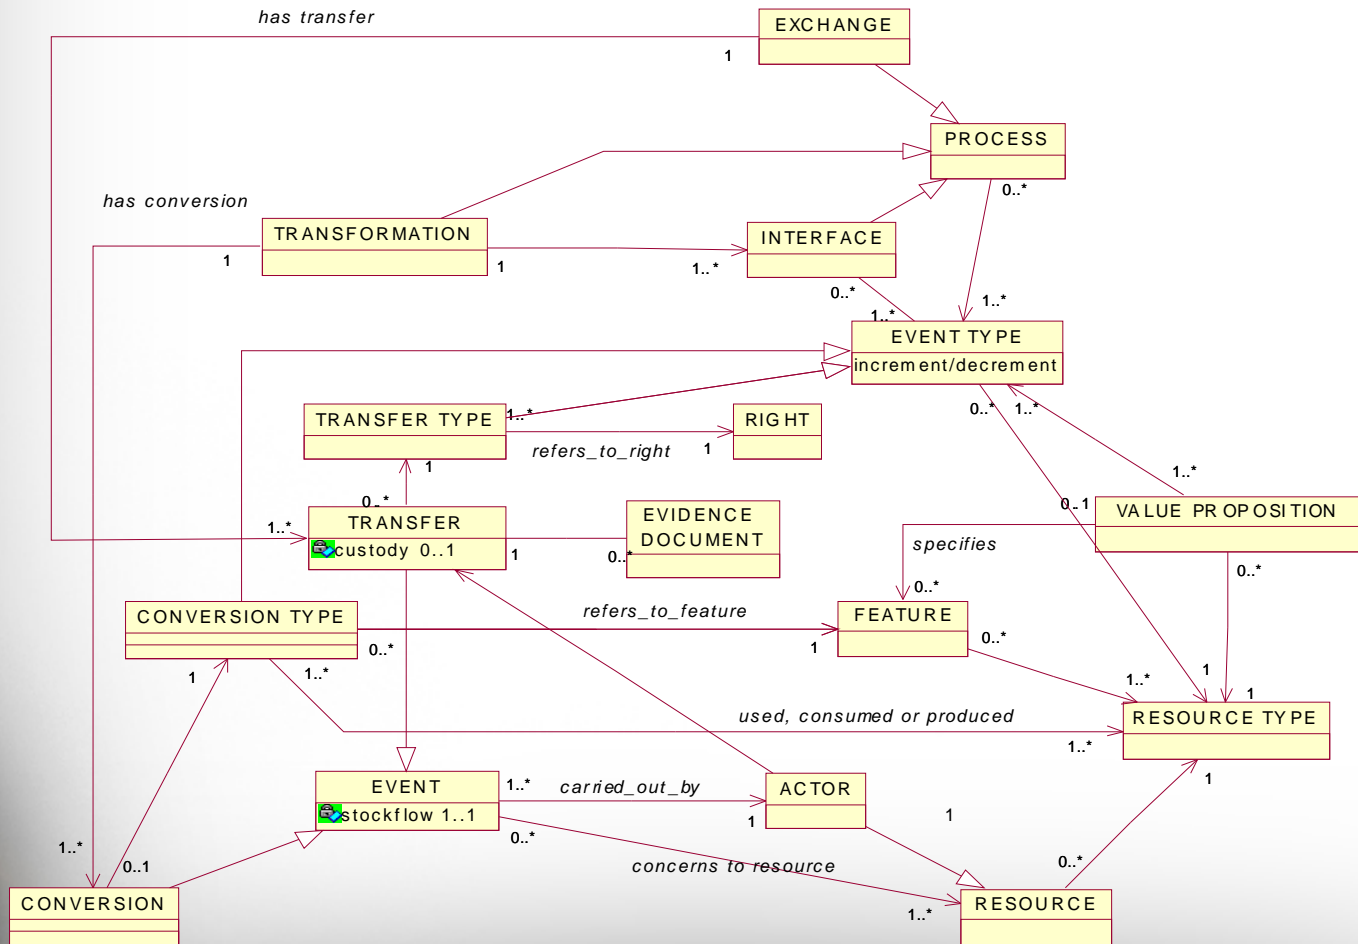 has transfer
EXCHANGE
1
PROCESS
0..*
has conversion
TRANSFORMATION
INTERFACE
1
1
1..*
0..*
1..*
1..*
EVENT TYPE
increment/decrement
TRANSFER TYPE
1..*
RIGHT
0..*
1..*
refers_to_right
1
1
1..*
0..*
0..1
VALUE PROPOSITION
EVIDENCE
DOCUMENT
1..*
TRANSFER
custody 0..1
1
0..*
specifies
0..*
0..*
CONVERSION TYPE
refers_to_feature
FEATURE
0..*
1
0..*
1
1..*
1..*
1
1
RESOURCE TYPE
used, consumed or produced
1..*
EVENT
1..*
carried_out_by
ACTOR
1
stockflow 1..1
1
1
0..*
1..*
0..1
concerns to resource
0..*
CONVERSION
1..*
RESOURCE